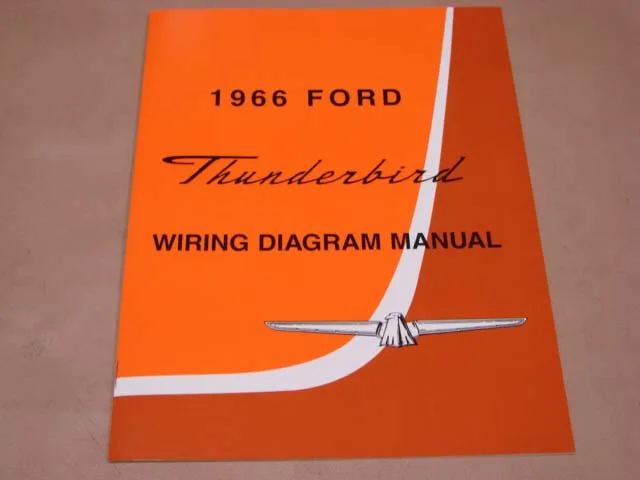 1966 FORD
Thunderbird
WIRING DIAGRAM MANUAL